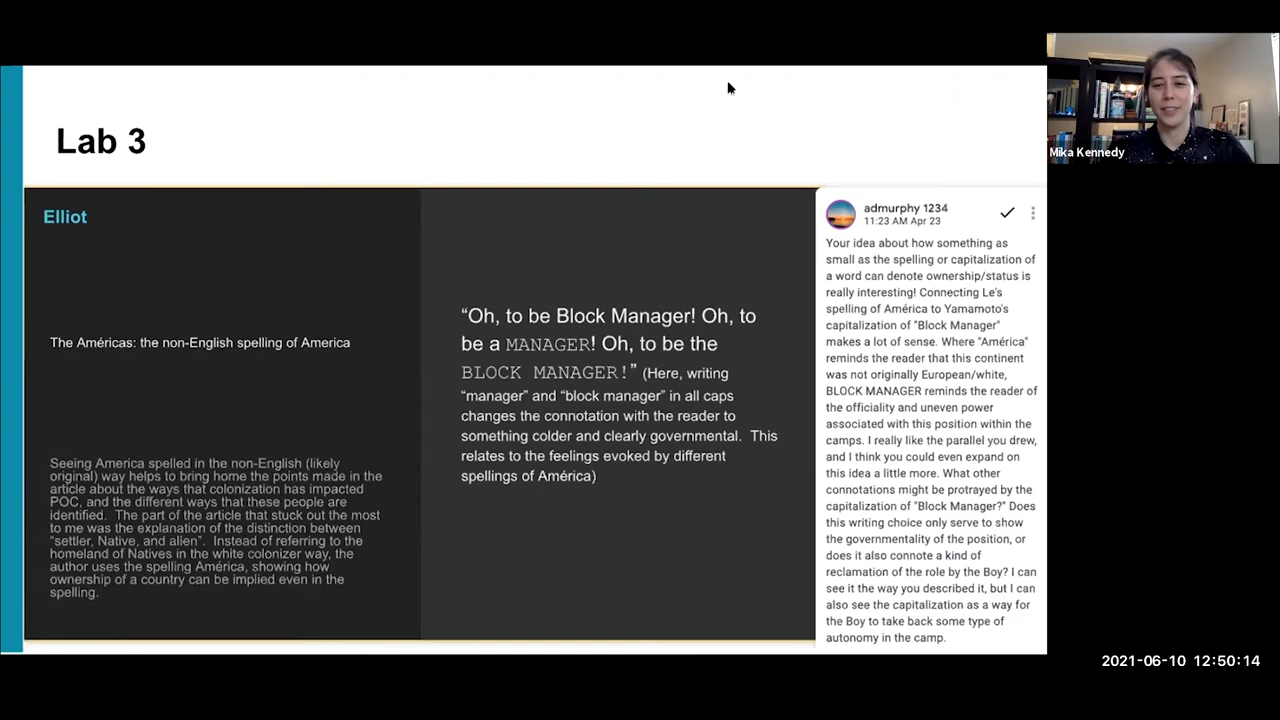 Lab 3
Elliot
The Américas: the non-English spelling of America
Seeing America spelled in the non-English (likely
original) way helps to bring home the points made in the
article about the ways that colonization has impacted
POC, and the different ways that these people are
identified.  The part of the article that stuck out the most
to me was the explanation of the distinction between
“settler, Native, and alien”.  Instead of referring to the
homeland of Natives in the white colonizer way, the
author uses the spelling América, showing how
ownership of a country can be implied even in the
spelling.
“Oh, to be Block Manager! Oh, to
be a MANAGER! Oh, to be the
BLOCK MANAGER!” (Here, writing
“manager” and “block manager” in all caps
changes the connotation with the reader to
something colder and clearly governmental.  This
relates to the feelings evoked by different
spellings of América)
admurphy 1234
11:23 AM Apr 23
Your idea about how something as
small as the spelling or capitalization of
a word can denote ownership/status is
really interesting! Connecting Le's
spelling of América to Yamamoto's
capitalization of "Block Manager"
makes a lot of sense. Where "América"
reminds the reader that this continent
was not originally European/white,
BLOCK MANAGER reminds the reader of
the officiality and uneven power
associated with this position within the
camps. I really like the parallel you drew,
and I think you could even expand on
this idea a little more. What other
connotations might be protrayed by the
capitalization of "Block Manager?" Does
this writing choice only serve to show
the governmentality of the position, or
does it also connote a kind of
reclamation of the role by the Boy? I can
see it the way you described it, but I can
also see the capitalization as a way for
the Boy to take back some type of
autonomy in the camp.
Mika Kennedy
2021-06-10 12:50:14